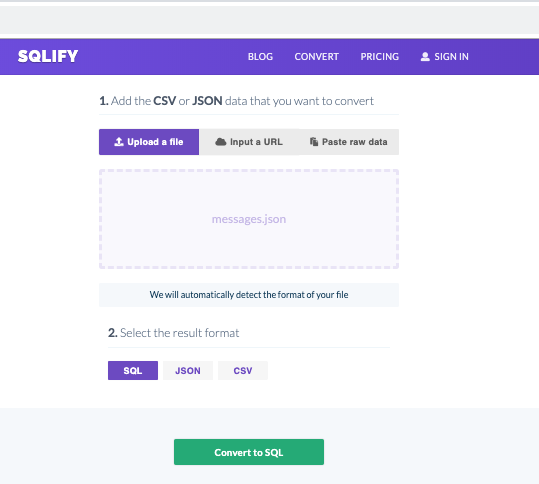 SQLIFY BLOG CONVERT PRICING SIGN IN
1. Add the CSV or JSON data that you want to convert
Upload a file Input a URL Paste raw data
messages.json
We will automatically detect the format of your file
2. Select the result format
SQL JSON CSV
Convert to SQL